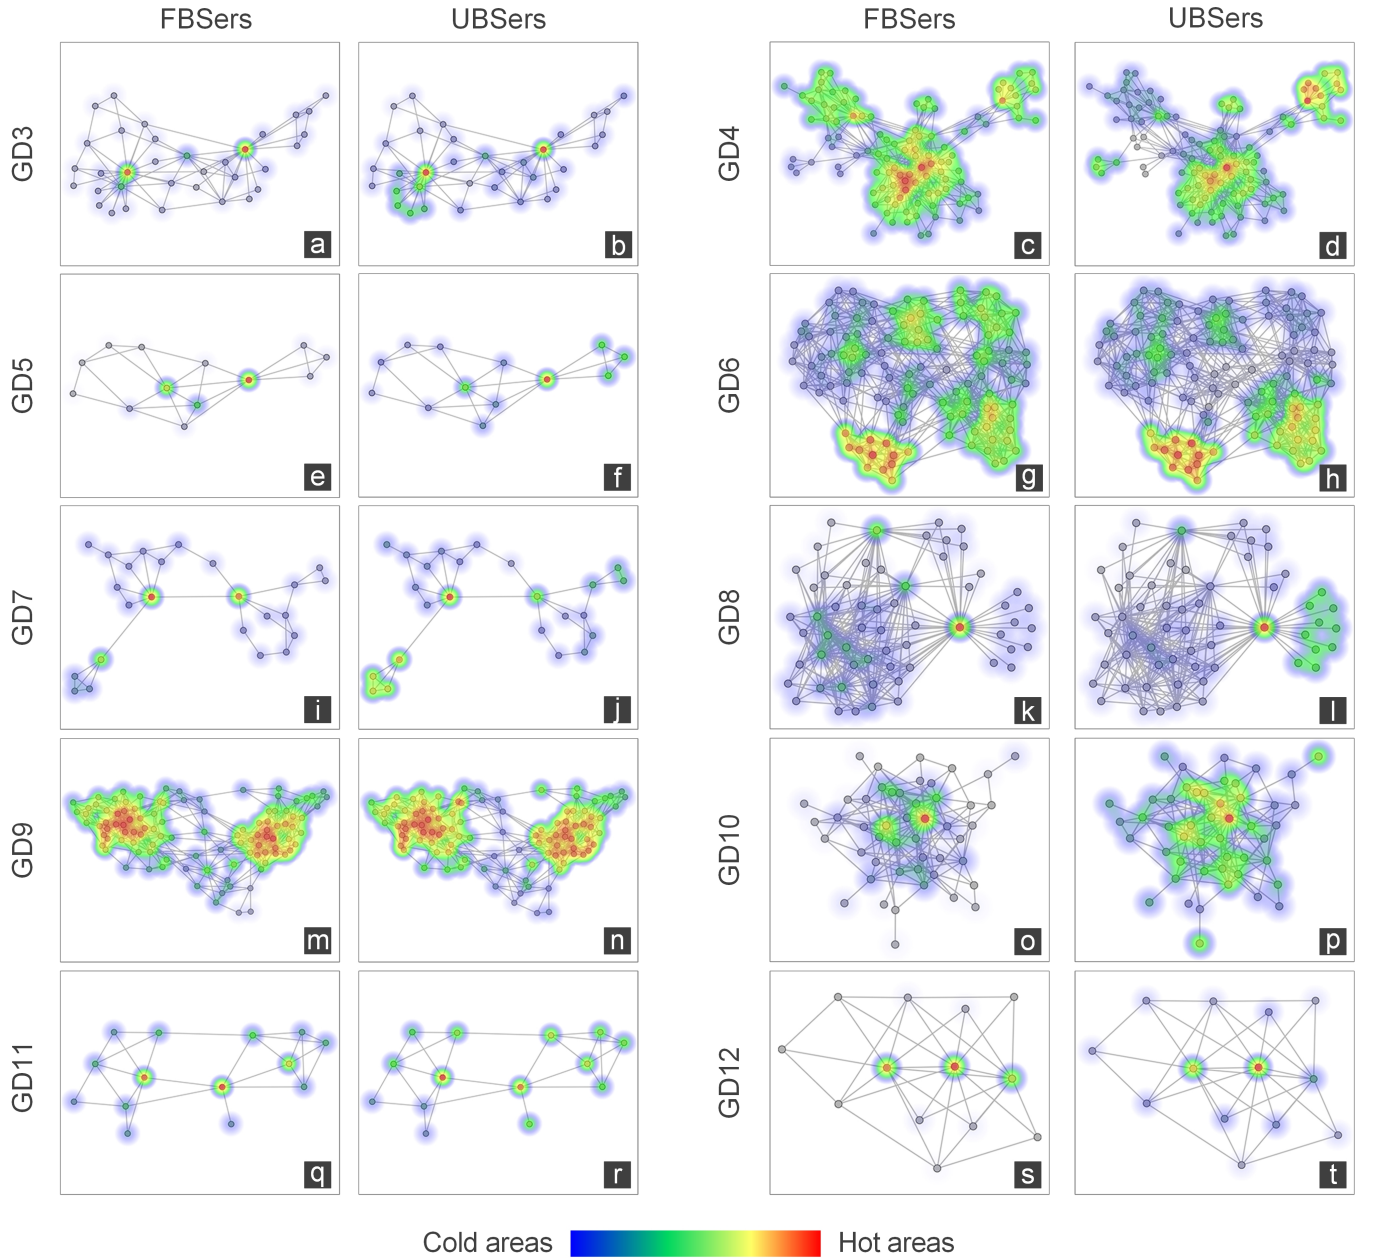 FBSers UBSers FBSers UBSers
GD3 a b GD4 c d
GD5 e f GD6 g h
GD7 i j GD8 k l
GD9 m n GD10 o p
GD11 q r GD12 s t
Cold areas Hot areas